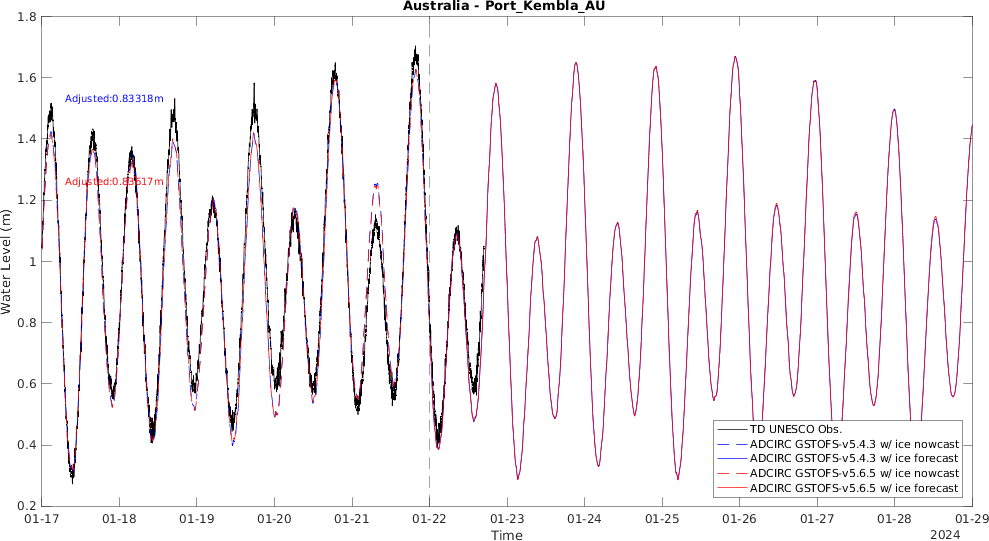 Australia - Port_Kembla_AU
1.8
1.6
1.4
1.2
1
0.8
0.6
0.4
0.2
Water Level (m)
Adjusted:0.83318m
Adjusted:0.83617m
TD UNESCO Obs.
ADCIRC GSTOFS-v5.4.3 w/ ice nowcast
ADCIRC GSTOFS-v5.4.3 w/ ice forecast
ADCIRC GSTOFS-v5.6.5 w/ ice nowcast
ADCIRC GSTOFS-v5.6.5 w/ ice forecast
01-17 01-18 01-19 01-20 01-21 01-22 01-23 01-24 01-25 01-26 01-27 01-28 01-29
Time
2024